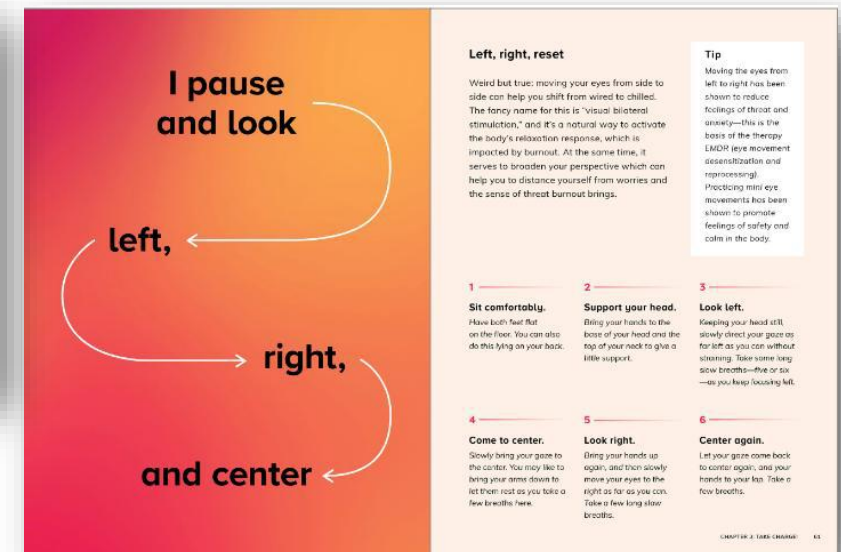 I pause
and look
left,
right,
and center
Left, right, reset
Weird but true: moving your eyes from side to
side can help you shift from wired to chilled.
The fancy name for this is “visual bilateral
stimulation,” and it’s a natural way to activate
the body’s relaxation response, which is
impacted by burnout. At the same time, it
serves to broaden your perspective which can
help you to distance yourself from worries and
the sense of threat burnout brings.
Tip
Moving the eyes from
left to right has been
shown to reduce
feelings of threat and
anxiety—this is the
basis of the therapy
EMDR (eye movement
desensitization and
reprocessing).
Practicing mini eye
movements has been
shown to promote
feelings of safety and
calm in the body.
1
Sit comfortably.
Have both feet flat
on the floor. You can also
do this lying on your back.
2
Support your head.
Bring your hands to the
base of your head and the
top of your neck to give a
little support.
3
Look left.
Keeping your head still,
slowly direct your gaze as
far left as you can without
straining. Take some long
slow breaths—five or six
—as you keep focusing left.
4
Come to center.
Slowly bring your gaze to
the center. You may like to
bring your arms down to
let them rest as you take a
few breaths here.
5
Look right.
Bring your hands up
again, and then slowly
move your eyes to the
right as far as you can.
Take a few long slow
breaths.
6
Center again.
Let your gaze come back
to center again, and your
hands to your lap. Take a
few breaths.
CHAPTER 2: TAKE CHARGE!